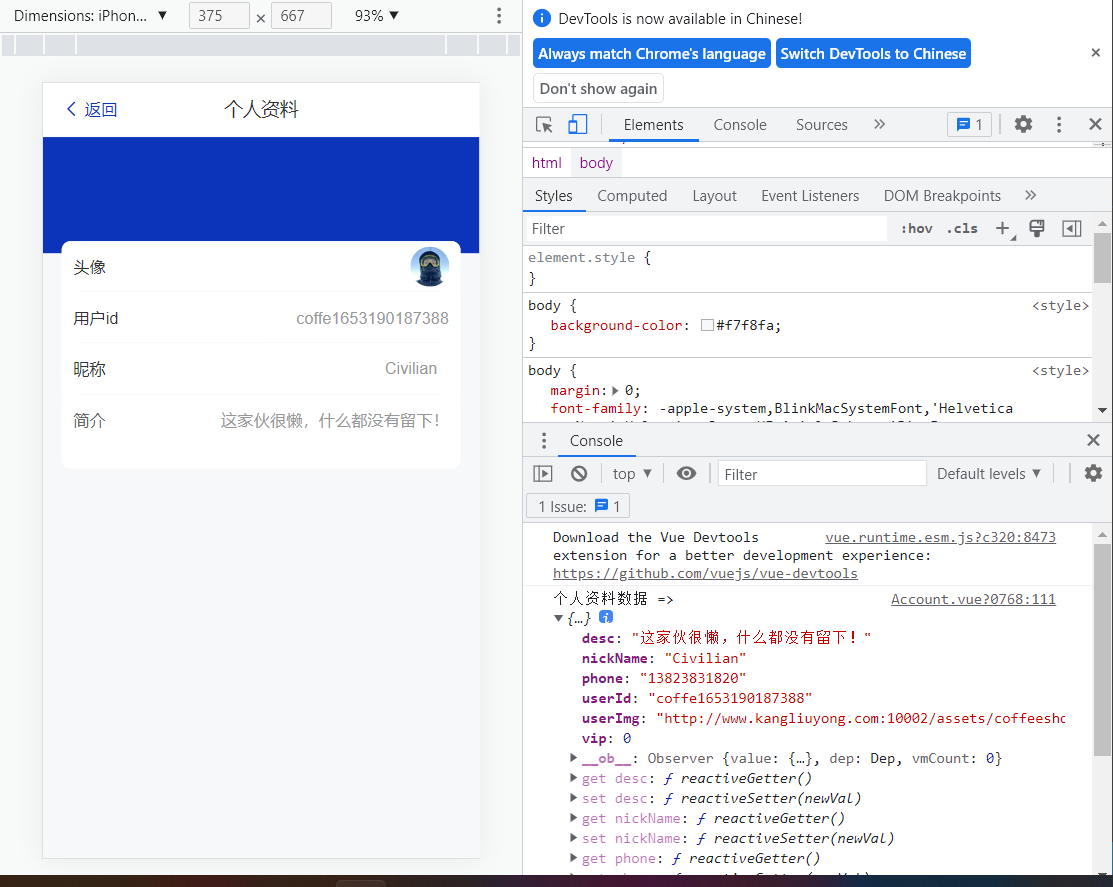 Dimensions: iPhon... ▼ 375 × 667 93% ▼
返回 个人资料
头像
用户id coffe1653190187388
昵称 Civilian
简介 这家伙很懒，什么都没有留下！
DevTools is now available in Chinese!
Always match Chrome's language Switch DevTools to Chinese
Don't show again
Elements Console Sources 1
html body
Styles Computed Layout Event Listeners DOM Breakpoints
Filter :hov .cls
element.style {
}
body { <style>
background-color: #f7f8fa;
}
body { <style>
margin: 0;
font-family: -apple-system,BlinkMacSystemFont,'Helvetica
Console
top ▼ Filter Default levels ▼
1 Issue: 1
Download the Vue Devtools vue.runtime.esm.js?c320:8473
extension for a better development experience:
https://github.com/vuejs/vue-devtools
个人资料数据 => Account.vue?0768:111
{…}
desc: "这家伙很懒，什么都没有留下！"
nickName: "Civilian"
phone: "13823831820"
userId: "coffe1653190187388"
userImg: "http://www.kangliuyong.com:10002/assets/coffeesho
vip: 0
__ob__: Observer {value: {…}, dep: Dep, vmCount: 0}
get desc: ƒ reactiveGetter()
set desc: ƒ reactiveSetter(newVal)
get nickName: ƒ reactiveGetter()
set nickName: ƒ reactiveSetter(newVal)
get phone: ƒ reactiveGetter()